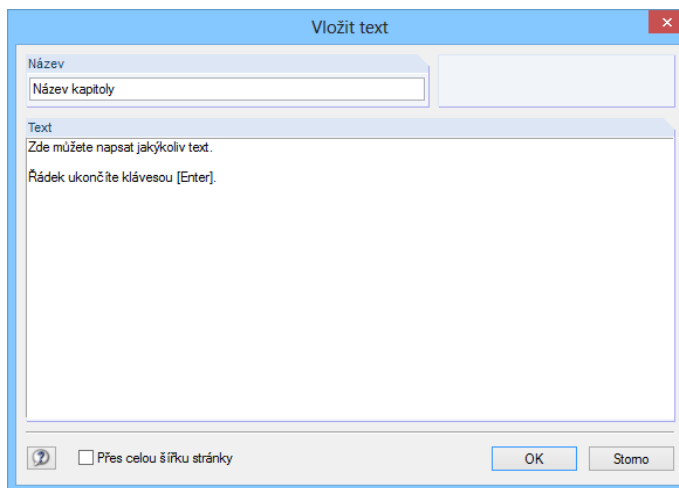 Vložit text
Název
Název kapitoly
Text
Zde můžete napsat jakýkoliv text.
Řádek ukončíte klávesou [Enter].
Přes celou šířku stránky
OK
Storno